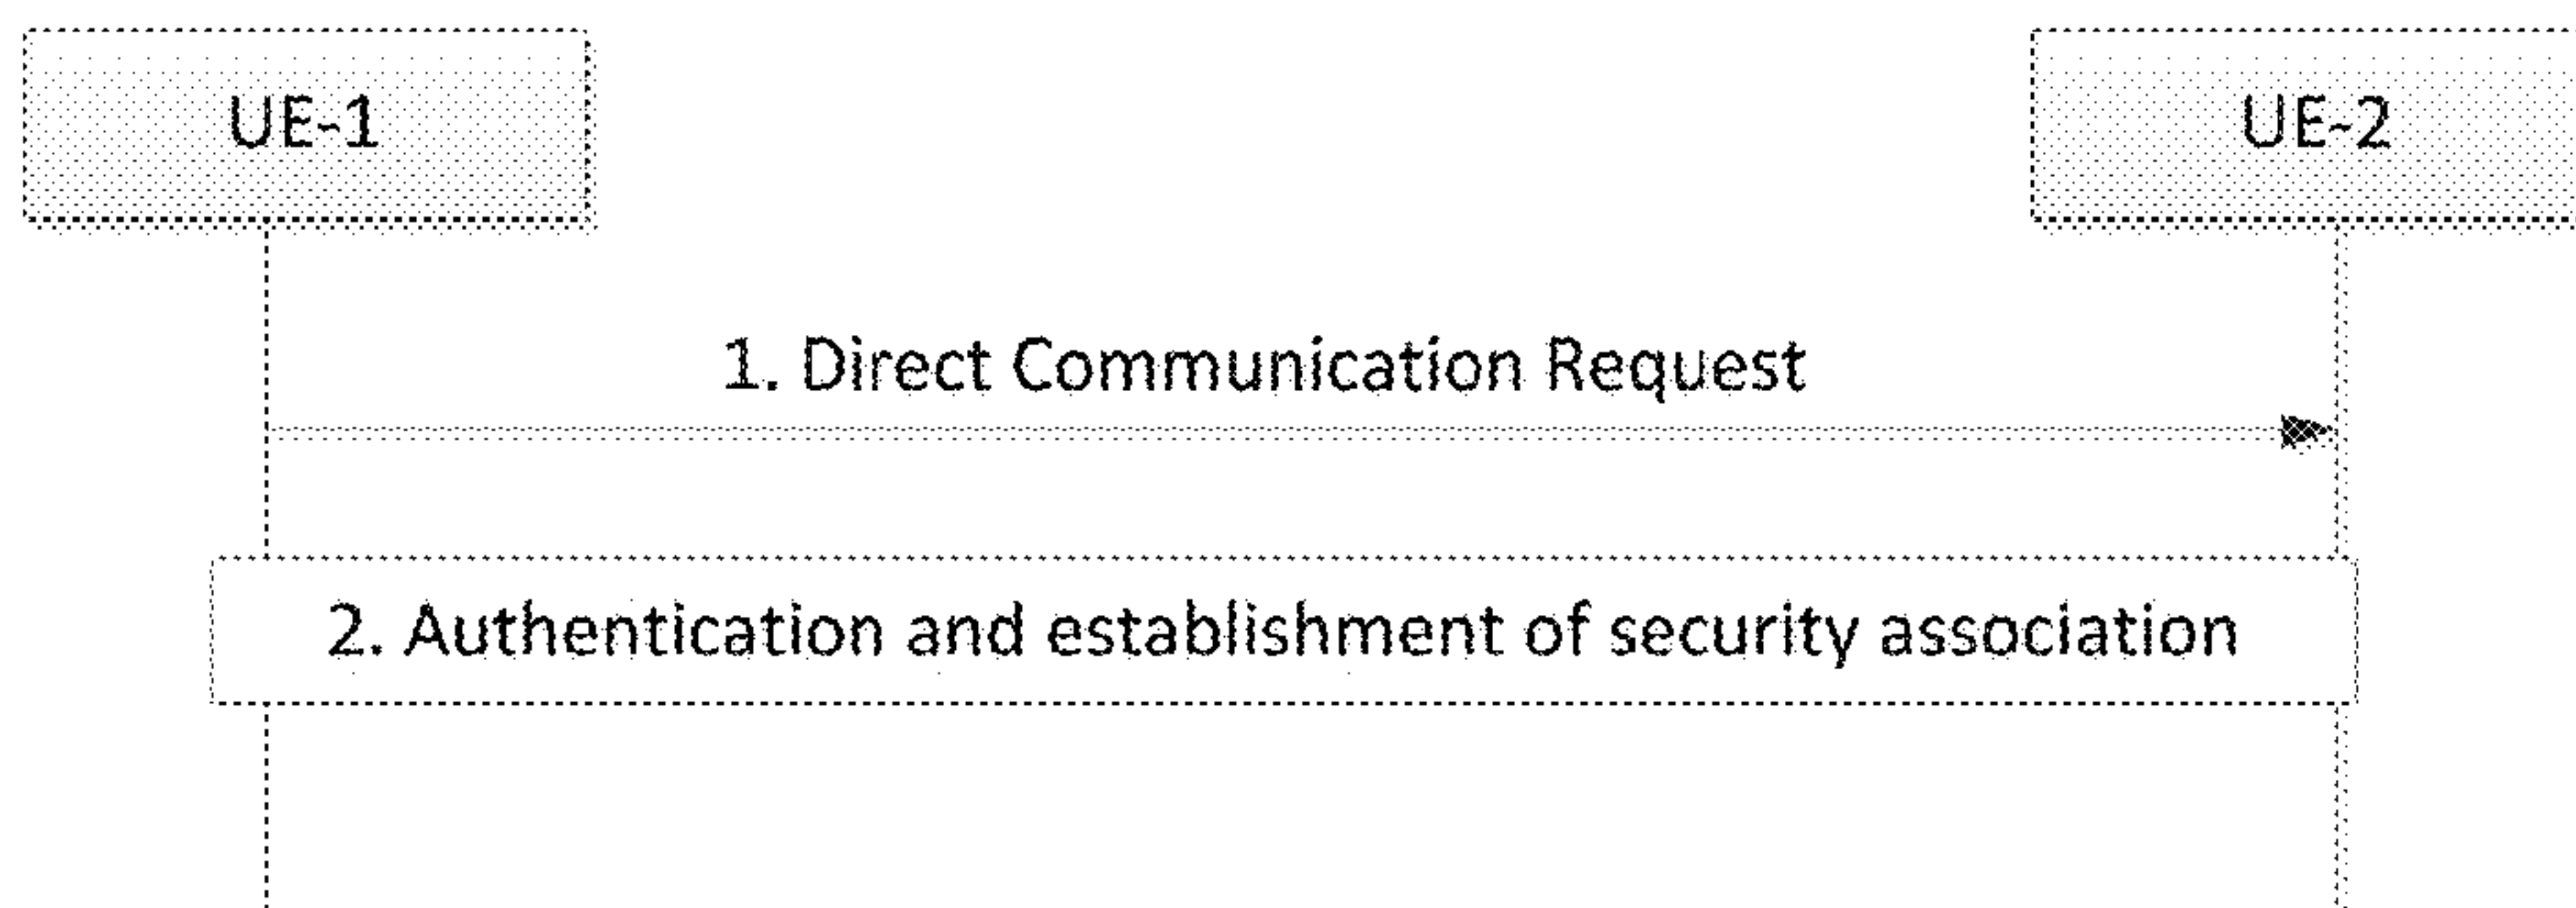 UE-1
UE-2
1. Direct Communication Request
2. Authentication and establishment of security association